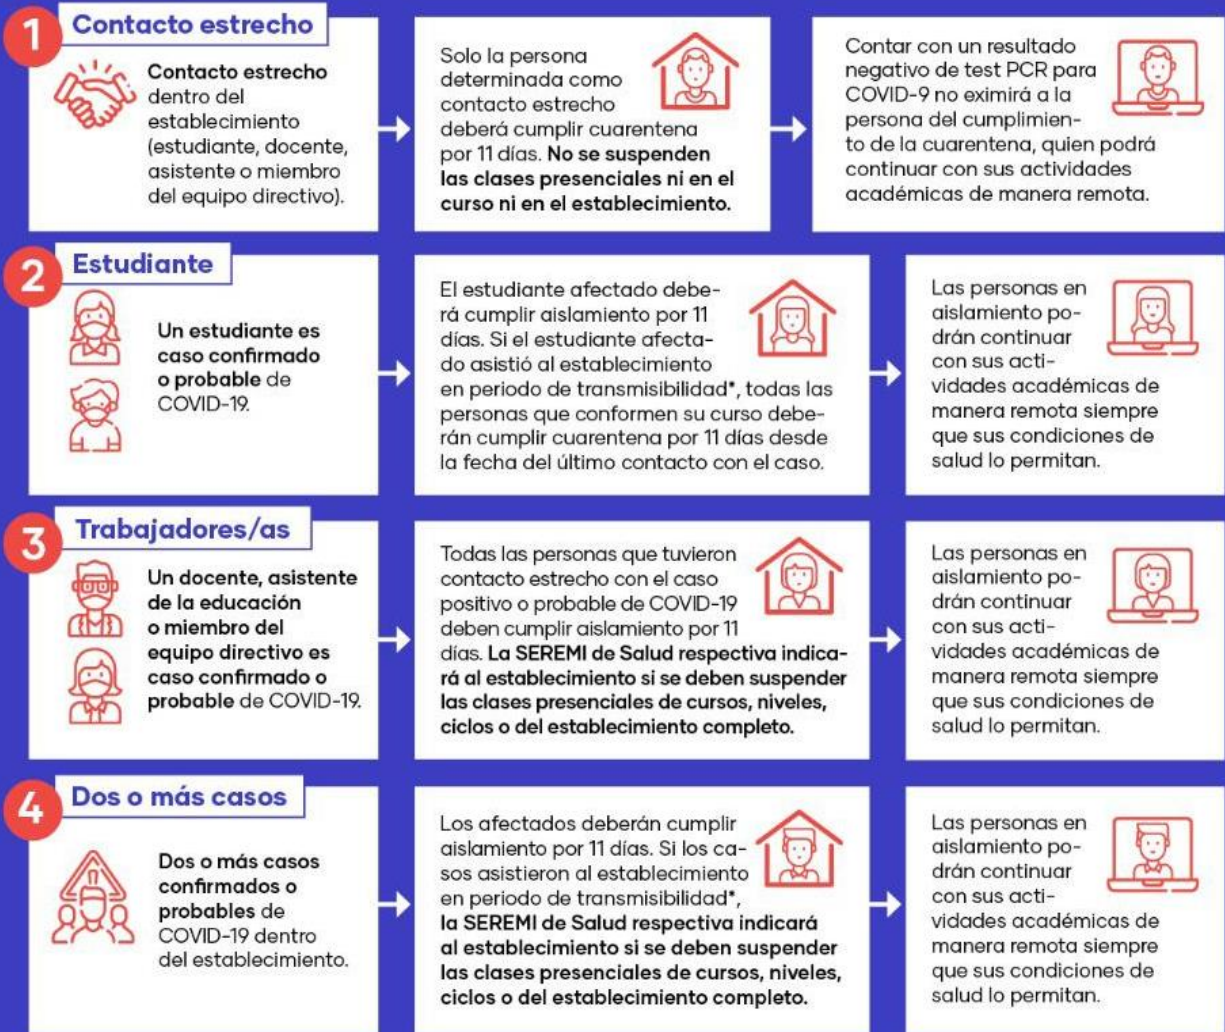 1
Contacto estrecho
Contacto estrecho
dentro del
establecimiento
(estudiante, docente,
asistente o miembro
del equipo directivo).
Solo la persona
determinada como
contacto estrecho
deberá cumplir cuarentena
por 11 días. No se suspenden
las clases presenciales ni en el
curso ni en el establecimiento.
Contar con un resultado
negativo de test PCR para
COVID-9 no eximirá a la
persona del cumplimien-
to de la cuarentena, quien podrá
continuar con sus actividades
académicas de manera remota.
2
Estudiante
Un estudiante es
caso confirmado
o probable de
COVID-19.
El estudiante afectado debe-
rá cumplir aislamiento por 11
días. Si el estudiante afecta-
do asistió al establecimiento
en periodo de transmisibilidad*, todas las
personas que conformen su curso debe-
rán cumplir cuarentena por 11 días desde
la fecha del último contacto con el caso.
Las personas en
aislamiento po-
drán continuar
con sus acti-
vidades académicas de
manera remota siempre
que sus condiciones de
salud lo permitan.
3
Trabajadores/as
Un docente, asistente
de la educación
o miembro del
equipo directivo es
caso confirmado o
probable de COVID-19.
Todas las personas que tuvieron
contacto estrecho con el caso
positivo o probable de COVID-19
deben cumplir aislamiento por 11
días. La SEREMI de Salud respectiva indica-
rá al establecimiento si se deben suspender
las clases presenciales de cursos, niveles,
ciclos o del establecimiento completo.
Las personas en
aislamiento po-
drán continuar
con sus acti-
vidades académicas de
manera remota siempre
que sus condiciones de
salud lo permitan.
4
Dos o más casos
Dos o más casos
confirmados o
probables de
COVID-19 dentro
del establecimiento.
Los afectados deberán cumplir
aislamiento por 11 días. Si los ca-
sos asistieron al establecimiento
en periodo de transmisibilidad*,
la SEREMI de Salud respectiva indicará
al establecimiento si se deben suspender
las clases presenciales de cursos, niveles,
ciclos o del establecimiento completo.
Las personas en
aislamiento po-
drán continuar
con sus acti-
vidades académicas de
manera remota siempre
que sus condiciones de
salud lo permitan.